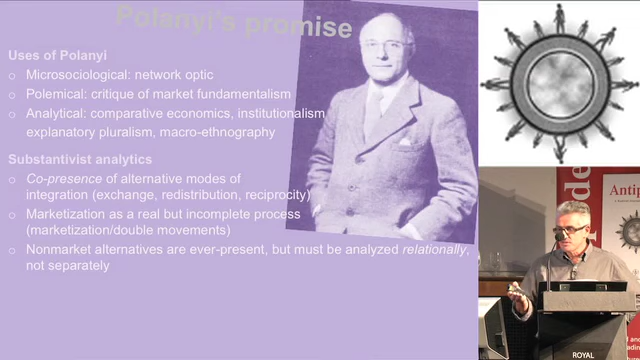 Polanyi's promise
Uses of Polanyi
o Microsociological: network optic
o Polemical: critique of market fundamentalism
o Analytical: comparative economics, institutionalism
explanatory pluralism, macro-ethnography
Substantivist analytics
o Co-presence of alternative modes of
integration (exchange, redistribution, reciprocity)
o Marketization as a real but incomplete process
(marketization/double movements)
o Nonmarket alternatives are ever-present, but must be analyzed relationally,
not separately
Antip
ROYAL